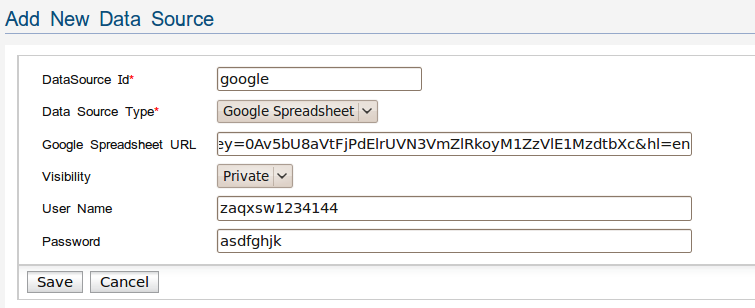 Add New Data Source
DataSource Id* google
Data Source Type* Google Spreadsheet
Google Spreadsheet URL ey=0Av5bU8aVtFJPdElrUVN3VmZlRkoyM1ZzVlE1MzdtbXc&hl=en
Visibility Private
User Name zaqxsw1234144
Password asdfghjk
Save Cancel